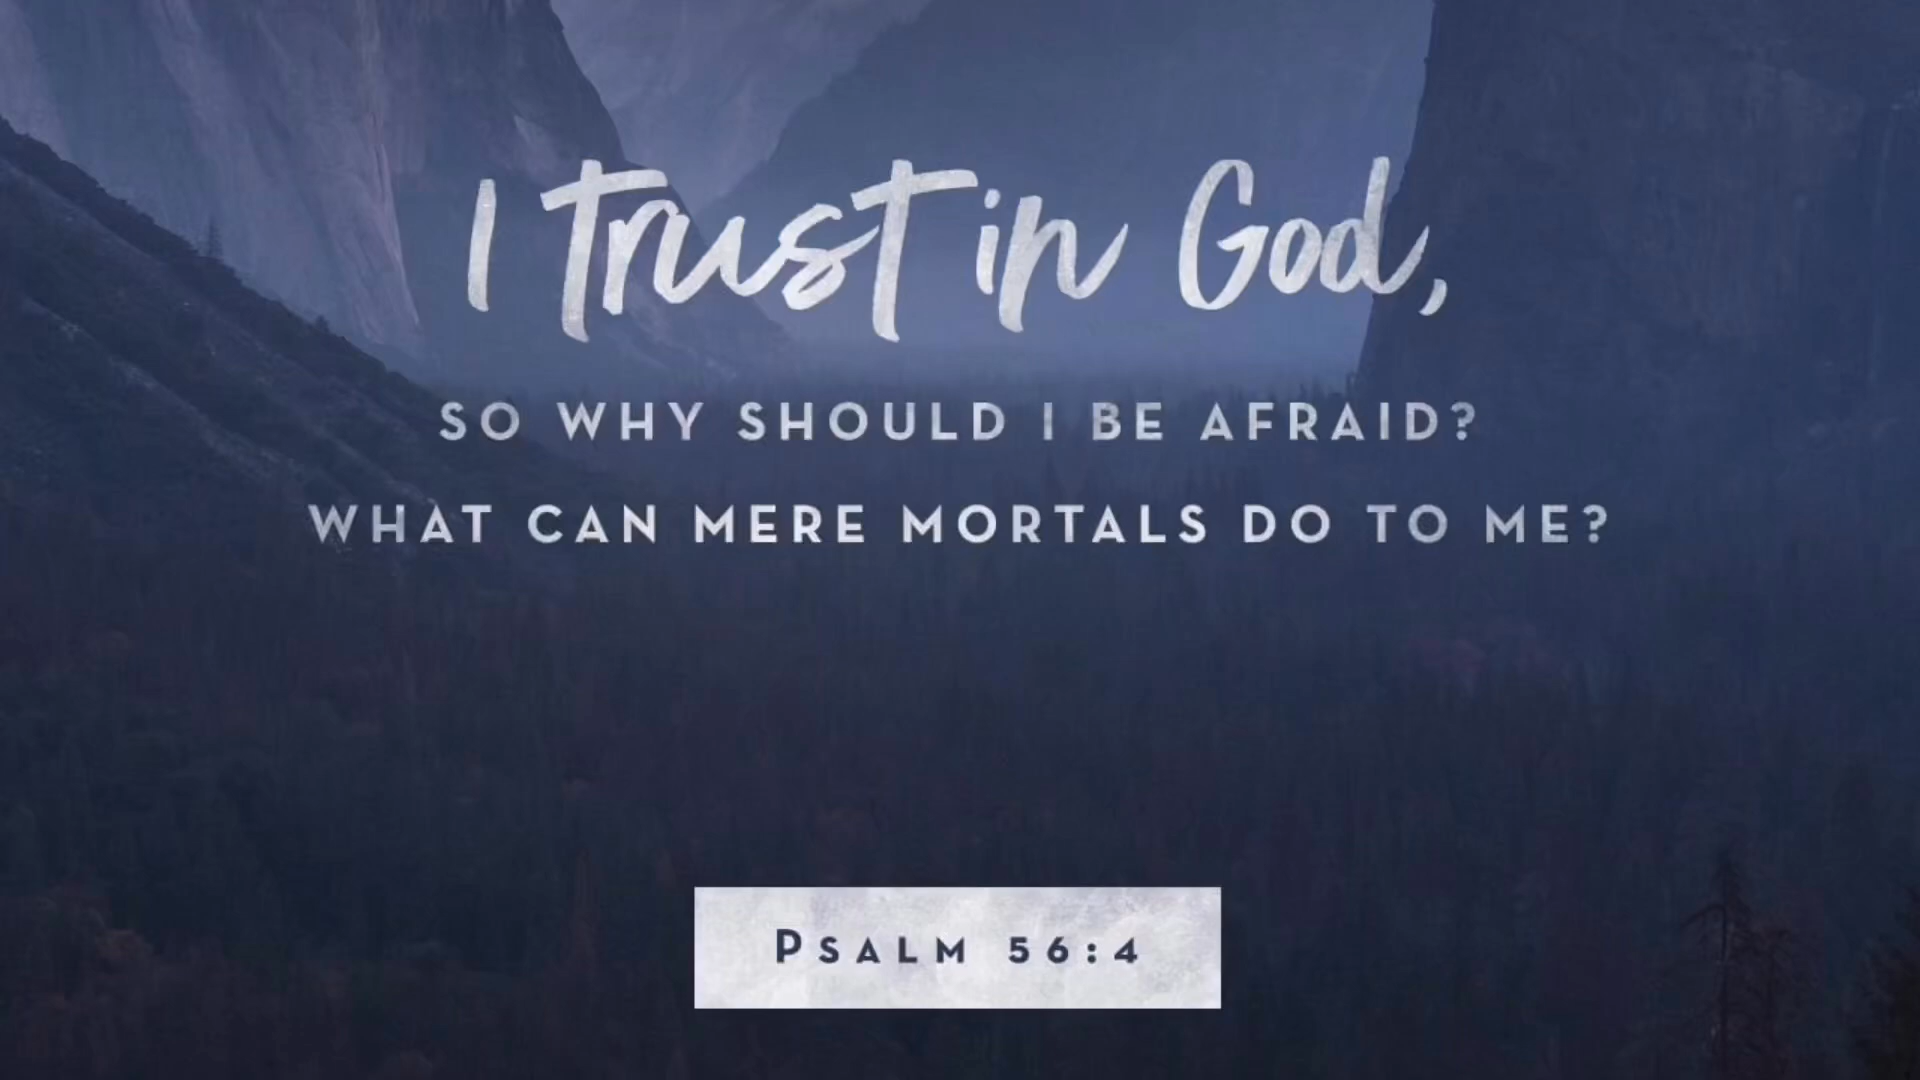 I Trust in God,
SO WHY SHOULD I BE AFRAID?
WHAT CAN MERE MORTALS DO TO ME?
PSALM 56:4